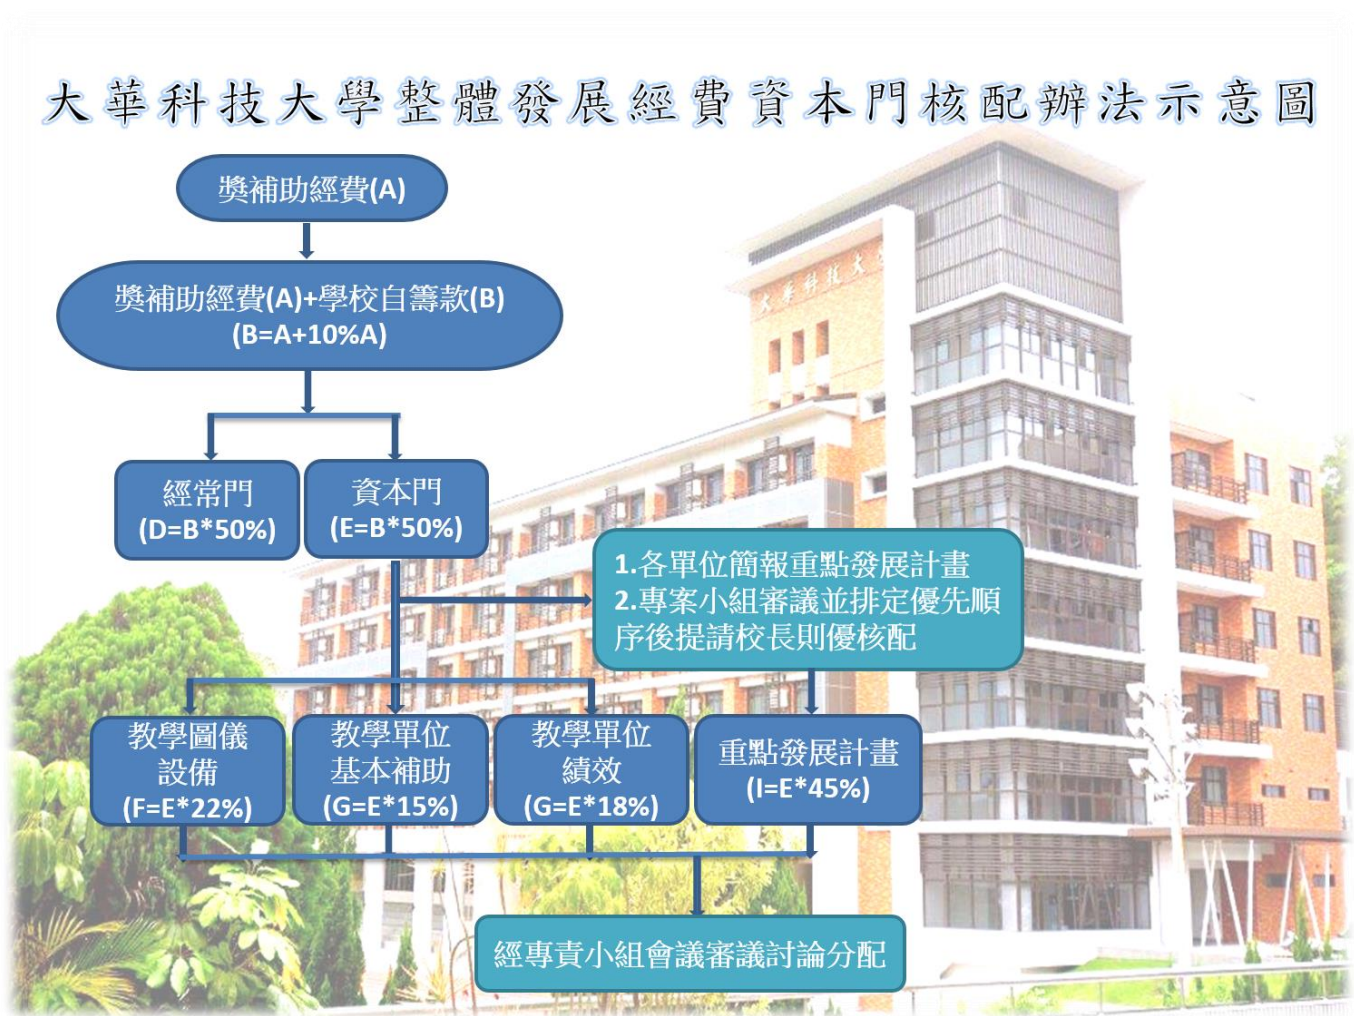 大華科技大學整體發展經費資本門核配辦法示意圖
獎補助經費(A)
獎補助經費(A)+學校自籌款(B)
(B=A+10%A)
經常門
(D=B*50%)
資本門
(E=B*50%)
1.各單位簡報重點發展計畫
2.專案小組審議並排定優先順
序後提請校長則優核配
教學圖儀
設備
(F=E*22%)
教學單位
基本補助
(G=E*15%)
教學單位
績效
(G=E*18%)
重點發展計畫
(I=E*45%)
經專責小組會議審議討論分配
大華科技大學